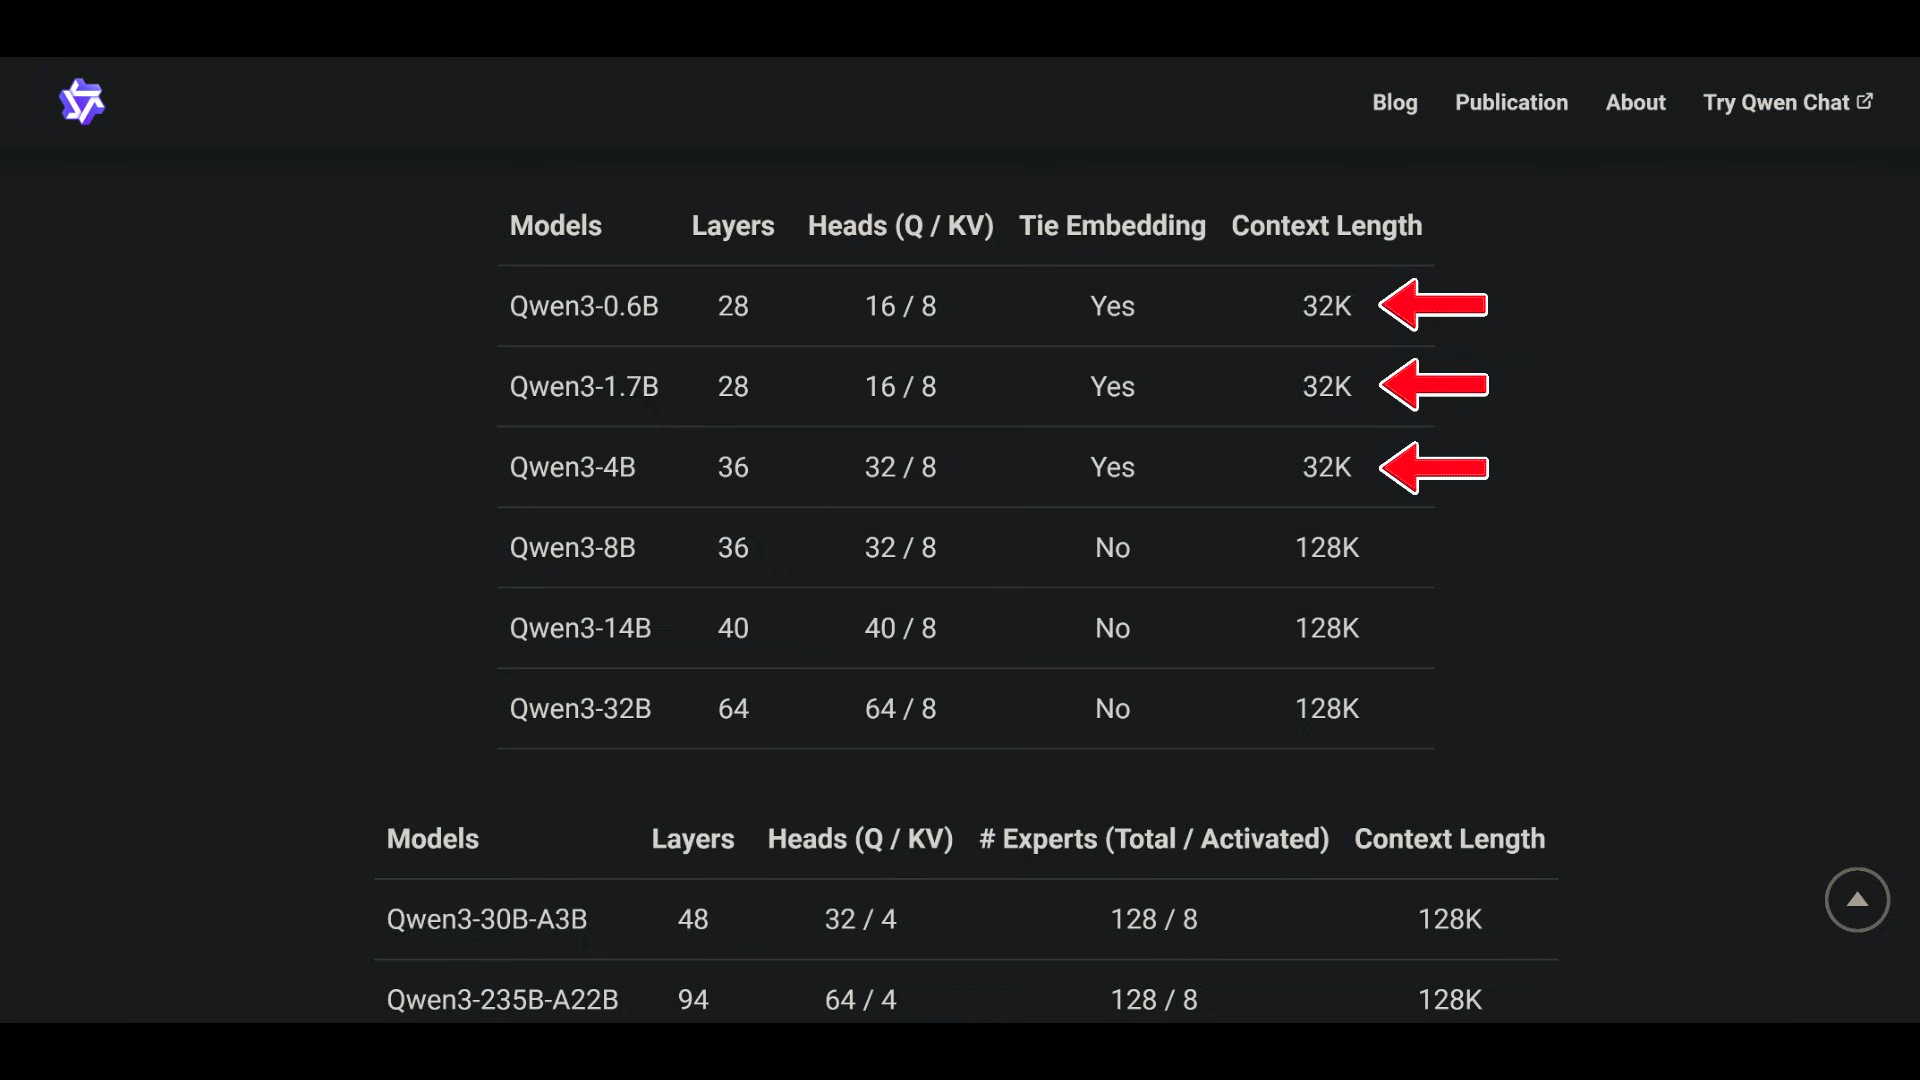 Blog Publication About Try Qwen Chat
Models Layers Heads (Q / KV) Tie Embedding Context Length
Qwen3-0.6B 28 16 / 8 Yes 32K
Qwen3-1.7B 28 16 / 8 Yes 32K
Qwen3-4B 36 32 / 8 Yes 32K
Qwen3-8B 36 32 / 8 No 128K
Qwen3-14B 40 40 / 8 No 128K
Qwen3-32B 64 64 / 8 No 128K
Models Layers Heads (Q / KV) # Experts (Total / Activated) Context Length
Qwen3-30B-A3B 48 32 / 4 128 / 8 128K
Qwen3-235B-A22B 94 64 / 4 128 / 8 128K